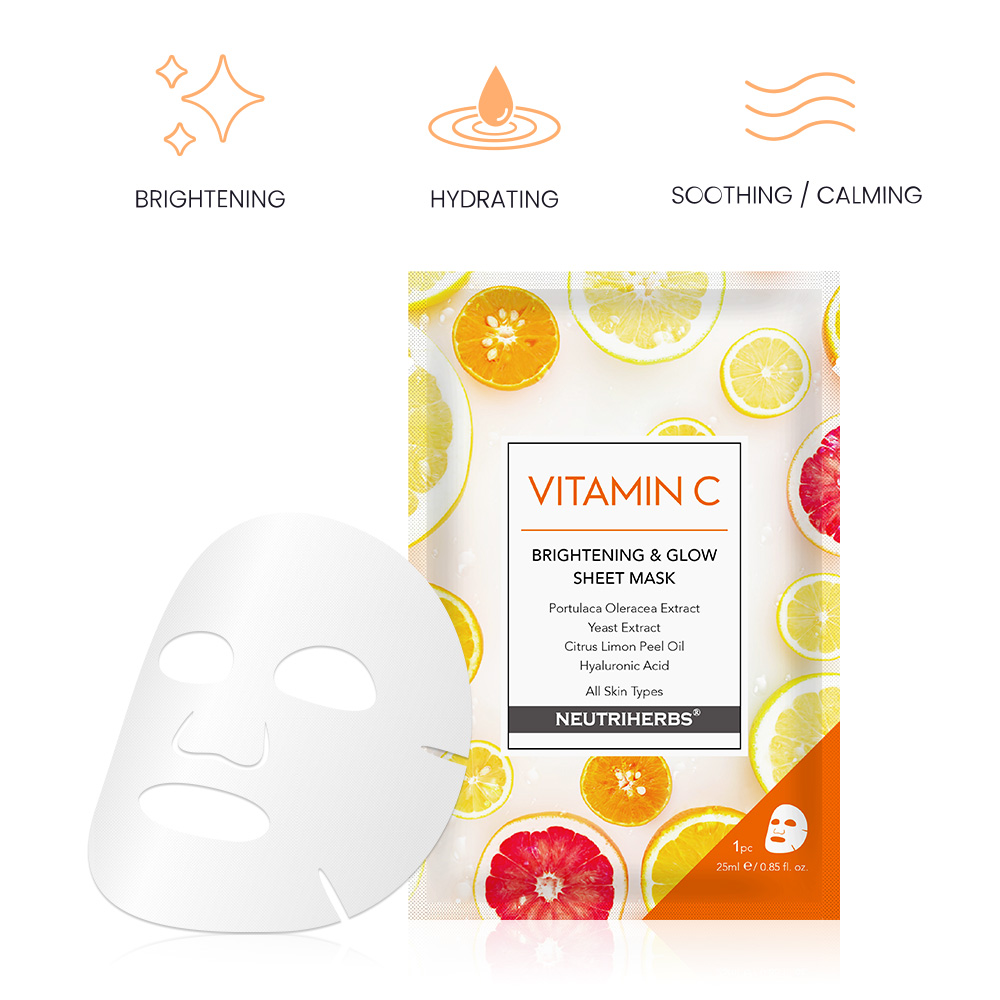 BRIGHTENING
HYDRATING
SOOTHING / CALMING
VITAMIN C
BRIGHTENING & GLOW
SHEET MASK
Portulaca Oleracea Extract
Yeast Extract
Citrus Limon Peel Oil
Hyaluronic Acid
All Skin Types
NEUTRIHERBS®
1pc
25ml ℮/ 0.85 fl. oz.